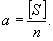 a = [S] / n.